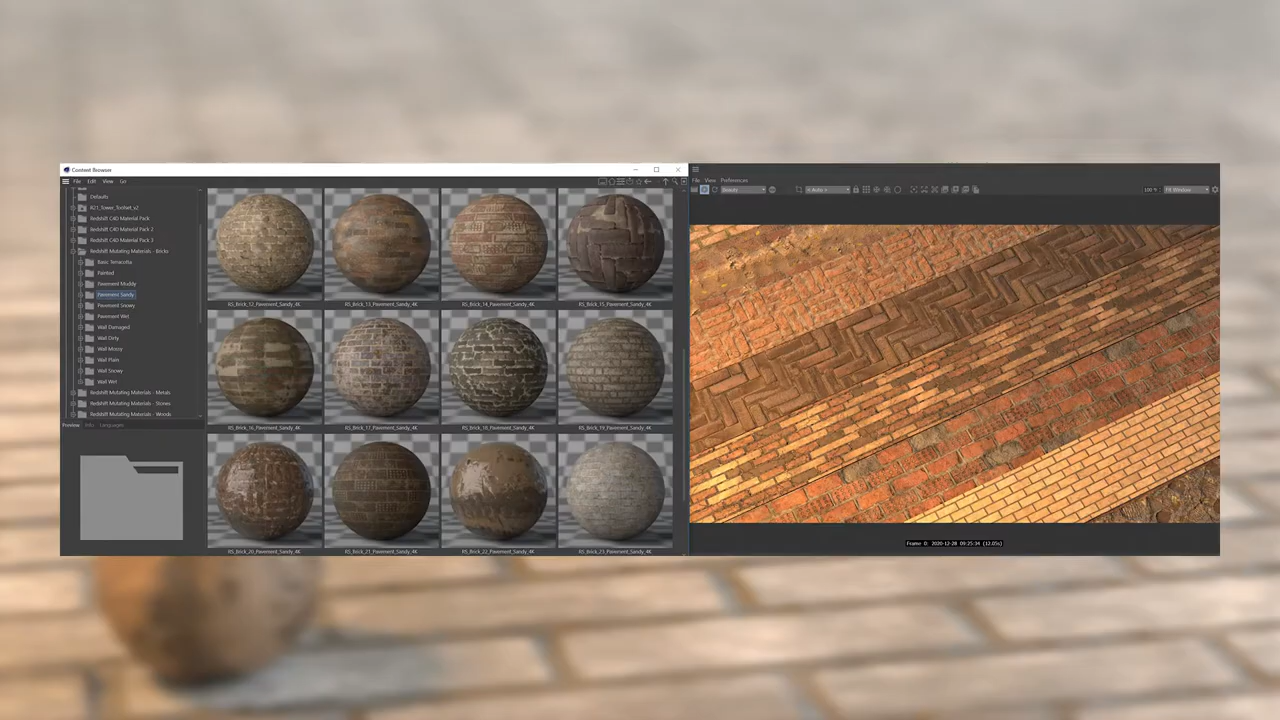 Content Browser
File Edit View Go
Defaults
R21_Tower_Toolset_v2
Redshift C4D Material Pack
Redshift C4D Material Pack 2
Redshift C4D Material Pack 3
Redshift Mutating Materials - Bricks
Basic Terracotta
Painted
Pavement Muddy
Pavement Sandy
Pavement Snowy
Pavement Wet
Wall Damaged
Wall Dirty
Wall Mossy
Wall Plain
Wall Snowy
Wall Wet
Redshift Mutating Materials - Metals
Redshift Mutating Materials - Stones
Redshift Mutating Materials - Woods
Preview Info Languages
RS_Brick_12_Pavement_Sandy_4K
RS_Brick_13_Pavement_Sandy_4K
RS_Brick_14_Pavement_Sandy_4K
RS_Brick_15_Pavement_Sandy_4K
RS_Brick_16_Pavement_Sandy_4K
RS_Brick_17_Pavement_Sandy_4K
RS_Brick_18_Pavement_Sandy_4K
RS_Brick_19_Pavement_Sandy_4K
RS_Brick_20_Pavement_Sandy_4K
RS_Brick_21_Pavement_Sandy_4K
RS_Brick_22_Pavement_Sandy_4K
RS_Brick_23_Pavement_Sandy_4K
File View Preferences
Beauty
< Auto >
100 %
Fit Window
Frame 0: 2020-12-28 09:25:34 (12.05s)